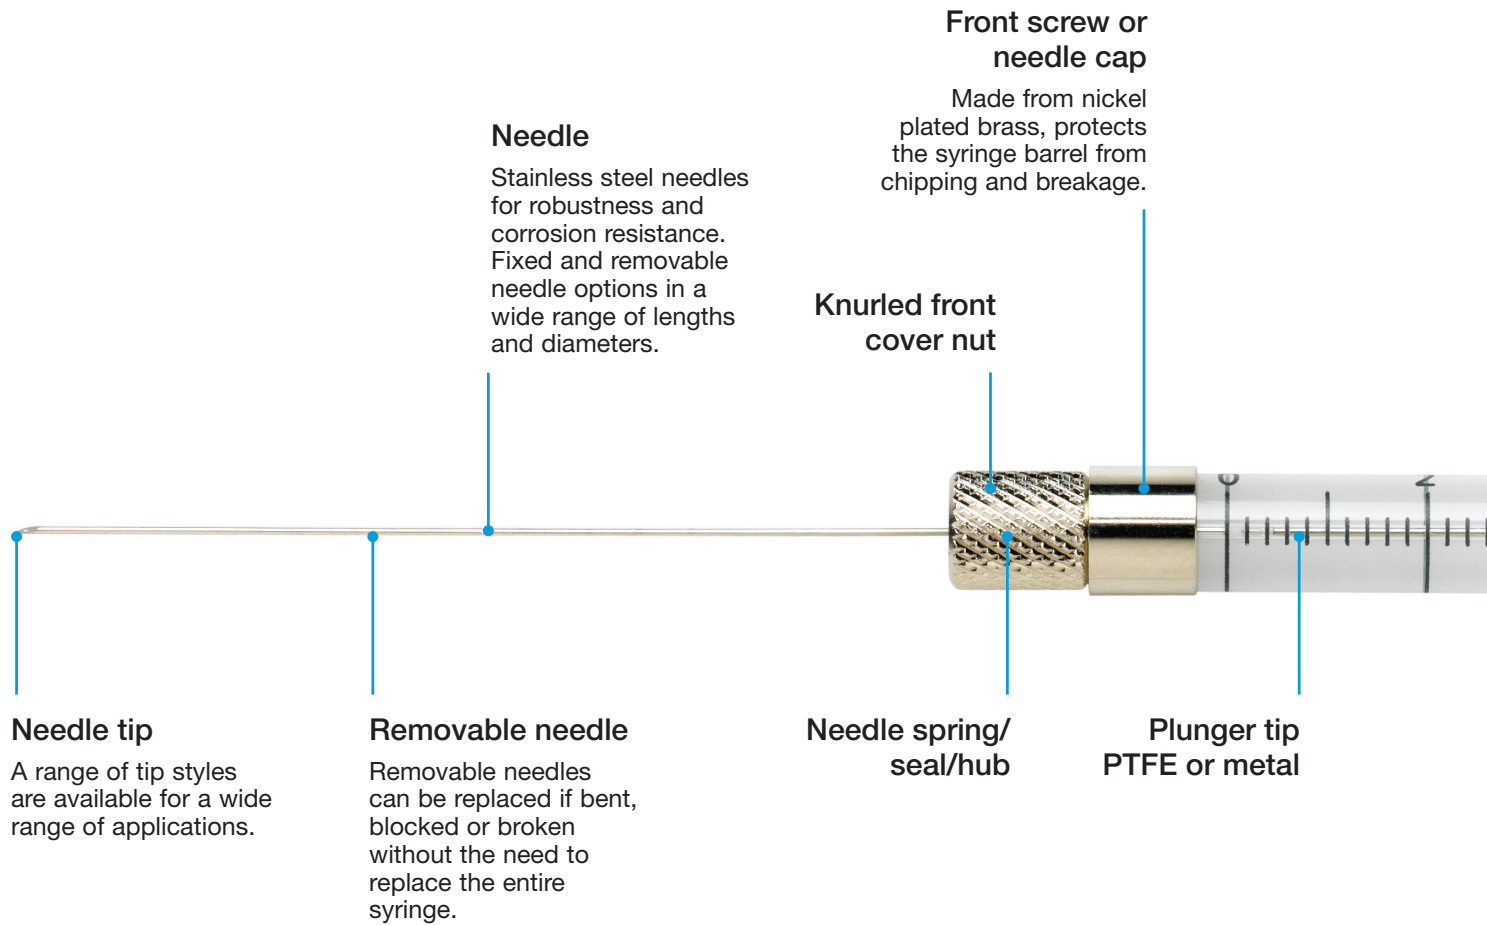 Front screw or
needle cap
Made from nickel
plated brass, protects
the syringe barrel from
chipping and breakage.
Needle
Stainless steel needles
for robustness and
corrosion resistance.
Fixed and removable
needle options in a
wide range of lengths
and diameters.
Knurled front
cover nut
0
2
Needle tip
A range of tip styles
are available for a wide
range of applications.
Removable needle
Removable needles
can be replaced if bent,
blocked or broken
without the need to
replace the entire
syringe.
Needle spring/
seal/hub
Plunger tip
PTFE or metal